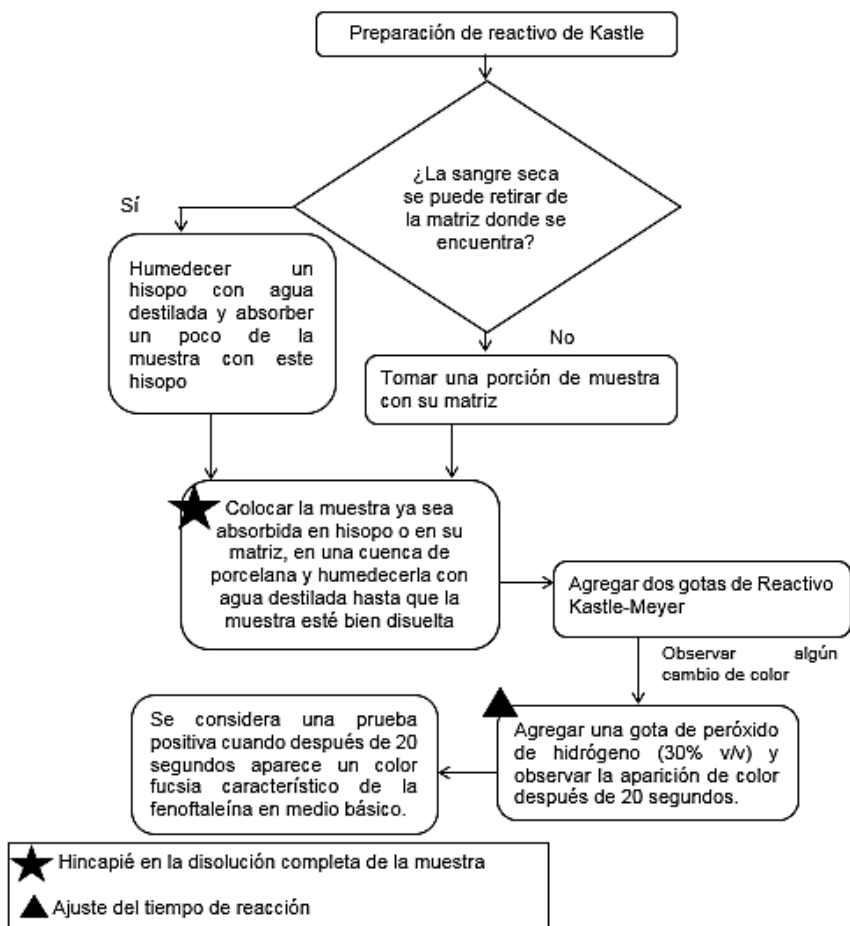 Preparación de reactivo de Kastle
¿La sangre seca
se puede retirar de
la matriz donde se
encuentra?
Sí
Humedecer un
hisopo con agua
destilada y absorber
un poco de la
muestra con este
hisopo
No
Tomar una porción de muestra
con su matriz
Colocar la muestra ya sea
absorbida en hisopo o en su
matriz, en una cuenca de
porcelana y humedecerla con
agua destilada hasta que la
muestra esté bien disuelta
Agregar dos gotas de Reactivo
Kastle-Meyer
Observar algún
cambio de color
Agregar una gota de peróxido
de hidrógeno (30% v/v) y
observar la aparición de color
después de 20 segundos.
Se considera una prueba
positiva cuando después de 20
segundos aparece un color
fucsia característico de la
fenoftaleína en medio básico.
Hincapié en la disolución completa de la muestra
Ajuste del tiempo de reacción